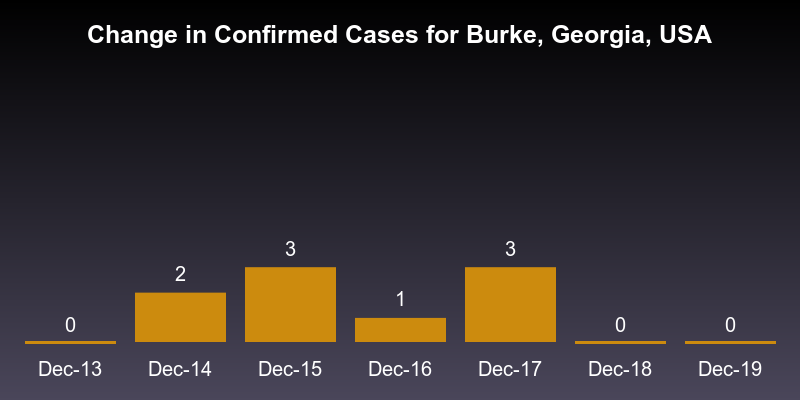 Change in Confirmed Cases for Burke, Georgia, USA
0 2 3 1 3 0 0
Dec-13 Dec-14 Dec-15 Dec-16 Dec-17 Dec-18 Dec-19